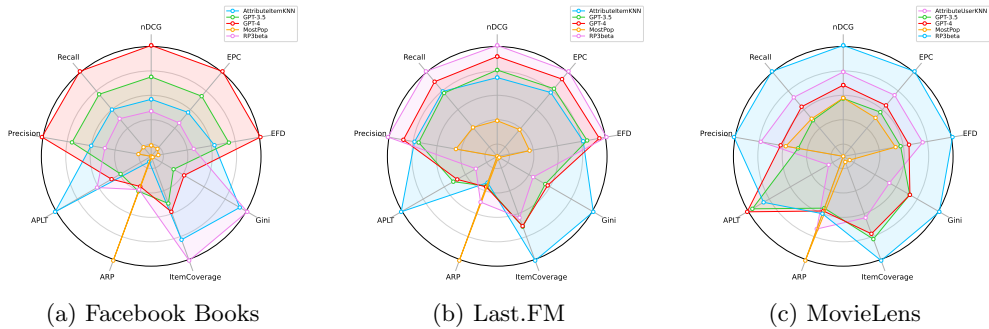 AttributeItemKNN
GPT-3.5
GPT-4
MostPop
RP3beta
nDCG
Recall
EPC
Precision
EFD
APLT
Gini
ARP
ItemCoverage
(a) Facebook Books
AttributeItemKNN
GPT-3.5
GPT-4
MostPop
RP3beta
nDCG
Recall
EPC
Precision
EFD
APLT
Gini
ARP
ItemCoverage
(b) Last.FM
AttributeUserKNN
GPT-3.5
GPT-4
MostPop
RP3beta
nDCG
Recall
EPC
Precision
EFD
APLT
Gini
ARP
ItemCoverage
(c) MovieLens